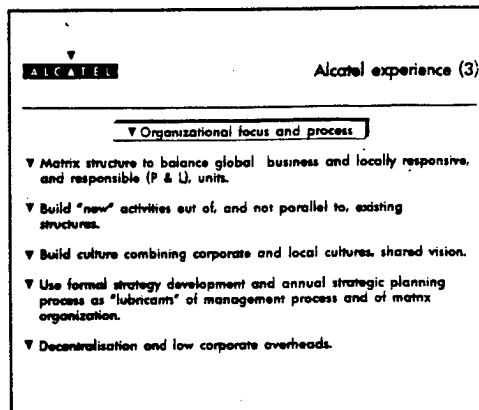 ALCATEL
Alcatel experience (3)
▼ Organizational focus and process
▼ Matrix structure to balance global business and locally responsive,
and responsible (P & L), units.
▼ Build "new" activities out of, and not parallel to, existing
structures.
▼ Build culture combining corporate and local cultures, shared vision.
▼ Use formal strategy development and annual strategic planning
process as "lubricants" of management process and of matrix
organization.
▼ Decentralisation and low corporate overheads.